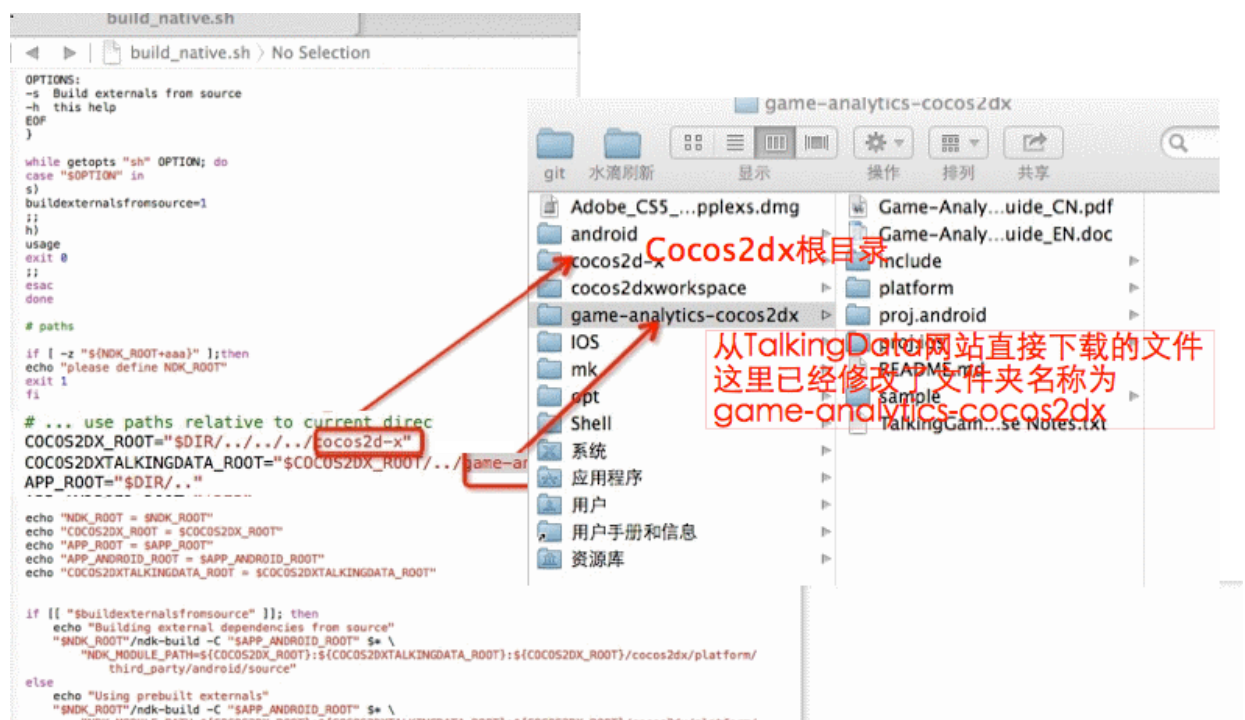 build_native.sh
build_native.sh 〉 No Selection
OPTIONS:
-s  Build externals from source
-h  this help
EOF
}
while getopts "sh" OPTION; do
case "$OPTION" in
s)
buildexternalsfromsource=1
;;
h)
usage
exit 0
;;
esac
done
# paths
if [ -z "${NDK_ROOT+aaa}" ];then
echo "please define NDK_ROOT"
exit 1
fi
# ... use paths relative to current direc
COCOS2DX_ROOT="$DIR/../../../cocos2d-x"
COCOS2DXTALKINGDATA_ROOT="$COCOS2DX_ROOT/../game-an
APP_ROOT="$DIR/.."
echo "NDK_ROOT = $NDK_ROOT"
echo "COCOS2DX_ROOT = $COCOS2DX_ROOT"
echo "APP_ROOT = $APP_ROOT"
echo "APP_ANDROID_ROOT = $APP_ANDROID_ROOT"
echo "COCOS2DXTALKINGDATA_ROOT = $COCOS2DXTALKINGDATA_ROOT"
if [[ "$buildexternalsfromsource" ]]; then
echo "Building external dependencies from source"
"$NDK_ROOT"/ndk-build -C "$APP_ANDROID_ROOT" $* \
"NDK_MODULE_PATH=${COCOS2DX_ROOT}:${COCOS2DXTALKINGDATA_ROOT}:${COCOS2DX_ROOT}/cocos2dx/platform/
third_party/android/source"
else
echo "Using prebuilt externals"
"$NDK_ROOT"/ndk-build -C "$APP_ANDROID_ROOT" $* \
game-analytics-cocos2dx
git 水滴刷新 显示 操作 排列 共享
Adobe_CS5_...pplexs.dmg
android
cocos2d-x
cocos2dxworkspace
game-analytics-cocos2dx
IOS
mk
opt
Shell
系统
应用程序
用户
用户手册和信息
资源库
Game-Analy...uide_CN.pdf
Game-Analy...uide_EN.doc
include
platform
proj.android
proj.ios
README.md
sample
TalkingGam...se Notes.txt
Cocos2dx根目录
从TalkingData网站直接下载的文件
这里已经修改了文件夹名称为
game-analytics-cocos2dx